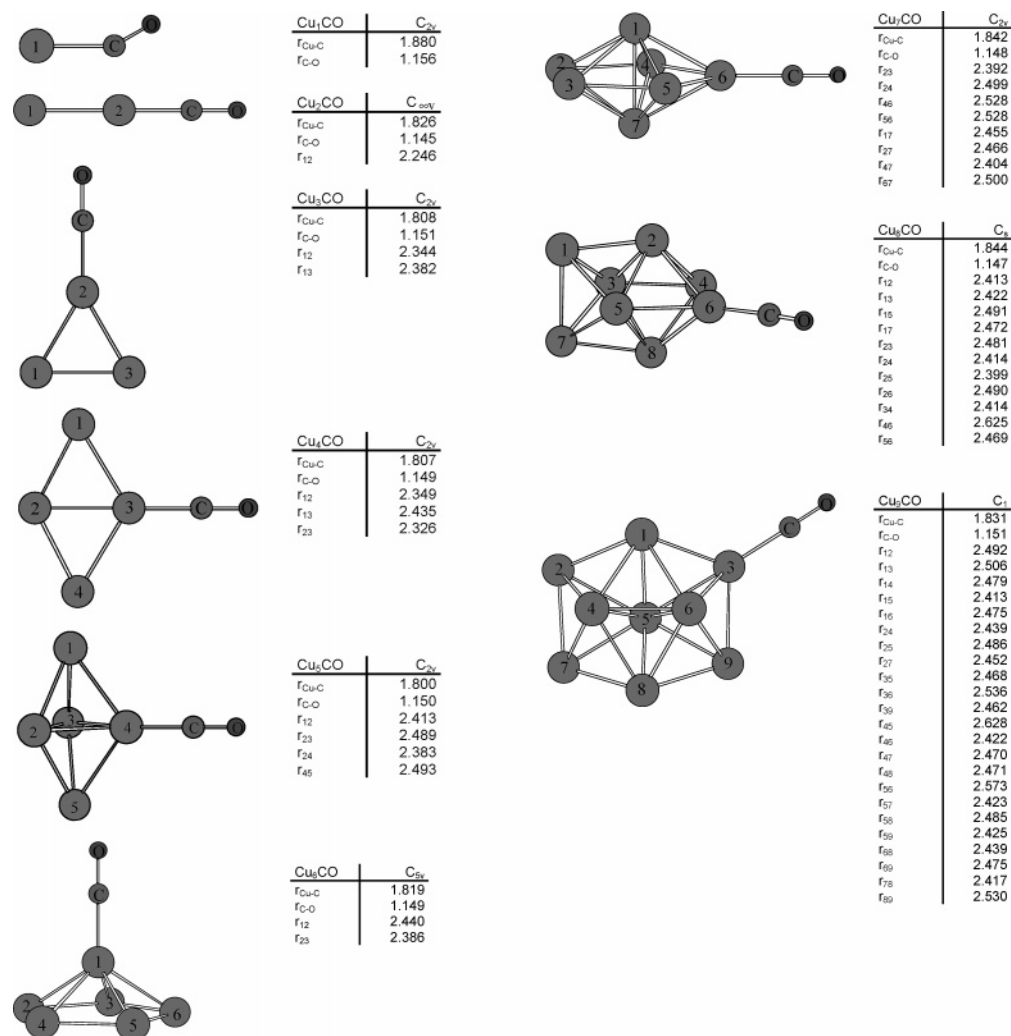 1 C O
Cu1CO C2v
rCu-C 1.880
rC-O 1.156
1 2 C O
Cu2CO C∞v
rCu-C 1.826
rC-O 1.145
r12 2.246
O
C
2
1 3
Cu3CO C2v
rCu-C 1.808
rC-O 1.151
r12 2.344
r13 2.382
1
2 3 C O
4
Cu4CO C2v
rCu-C 1.807
rC-O 1.149
r12 2.349
r13 2.435
r23 2.326
1
2 3 4 C O
5
Cu5CO C2v
rCu-C 1.800
rC-O 1.150
r12 2.413
r23 2.489
r24 2.383
r45 2.493
O
C
1
2 3 6
4 5
Cu6CO C5v
rCu-C 1.819
rC-O 1.149
r12 2.440
r23 2.386
1
2 4 6 C O
3 5
7
Cu7CO C2v
rCu-C 1.842
rC-O 1.148
r23 2.392
r24 2.499
r46 2.528
r56 2.528
r17 2.455
r27 2.466
r47 2.404
r67 2.500
1 2
3 4
5 6 C O
7 8
Cu8CO Cs
rCu-C 1.844
rC-O 1.147
r12 2.413
r13 2.422
r15 2.491
r17 2.472
r23 2.481
r24 2.414
r25 2.399
r26 2.490
r34 2.414
r46 2.625
r56 2.469
O
1 C
2 3
4 5 6
7 8 9
Cu9CO C1
rCu-C 1.831
rC-O 1.151
r12 2.492
r13 2.506
r14 2.479
r15 2.413
r16 2.475
r24 2.439
r25 2.486
r27 2.452
r35 2.468
r36 2.536
r39 2.462
r45 2.628
r46 2.422
r47 2.470
r48 2.471
r56 2.573
r57 2.423
r58 2.485
r59 2.425
r68 2.439
r69 2.475
r78 2.417
r89 2.530